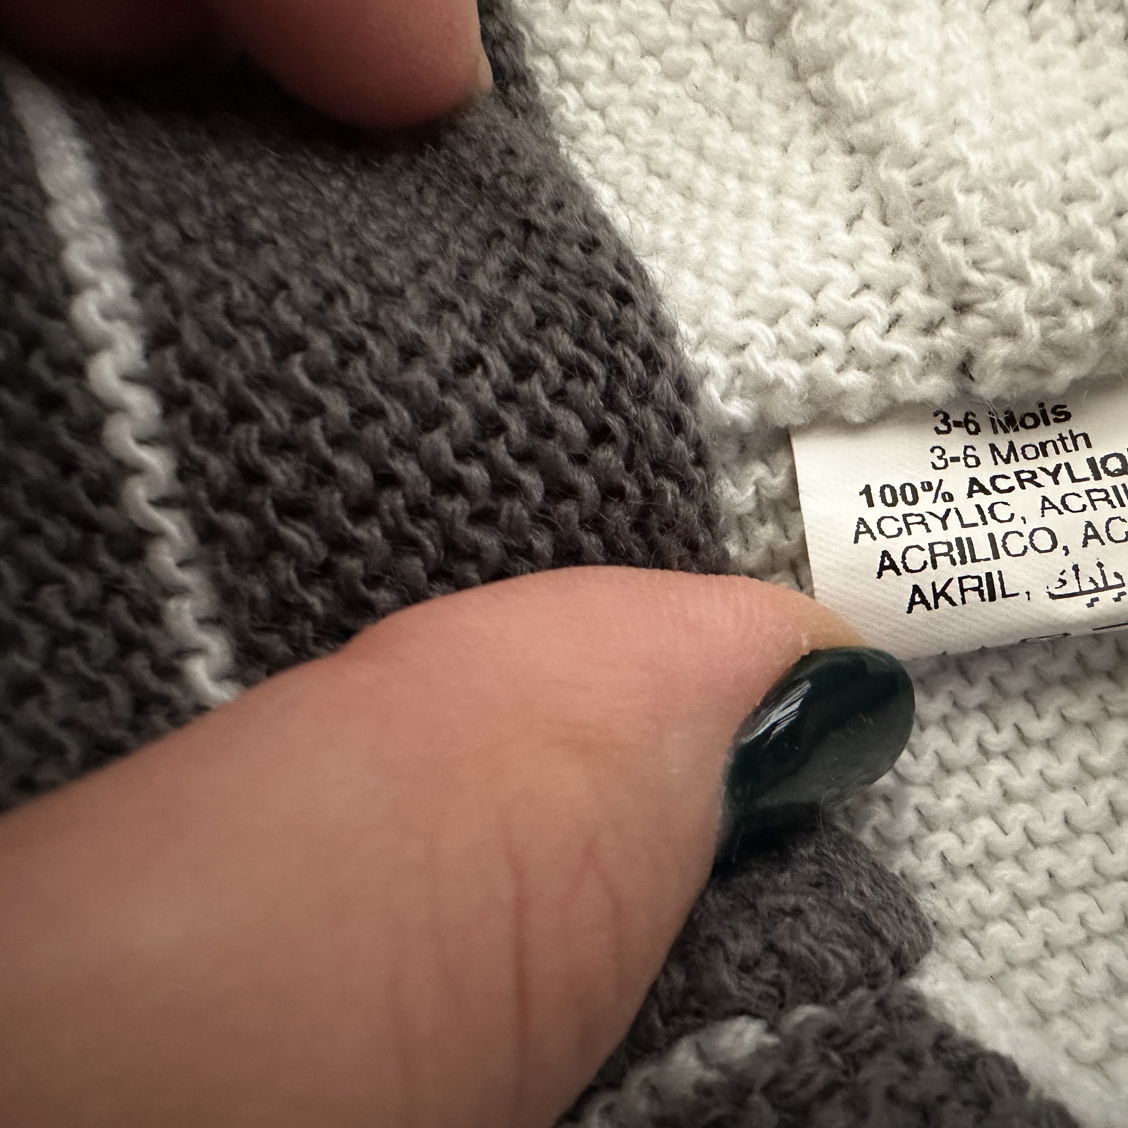 3-6 Mois
3-6 Month
100% ACRYLIQ
ACRYLIC, ACRI
ACRILICO, AC
AKRIL,